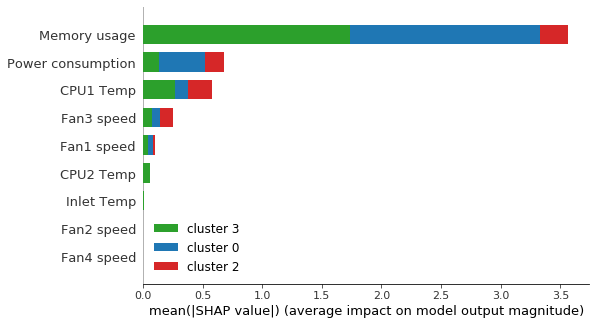 Memory usage
Power consumption
CPU1 Temp
Fan3 speed
Fan1 speed
CPU2 Temp
Inlet Temp
Fan2 speed
Fan4 speed
cluster 3
cluster 0
cluster 2
0.0 0.5 1.0 1.5 2.0 2.5 3.0 3.5
mean(|SHAP value|) (average impact on model output magnitude)